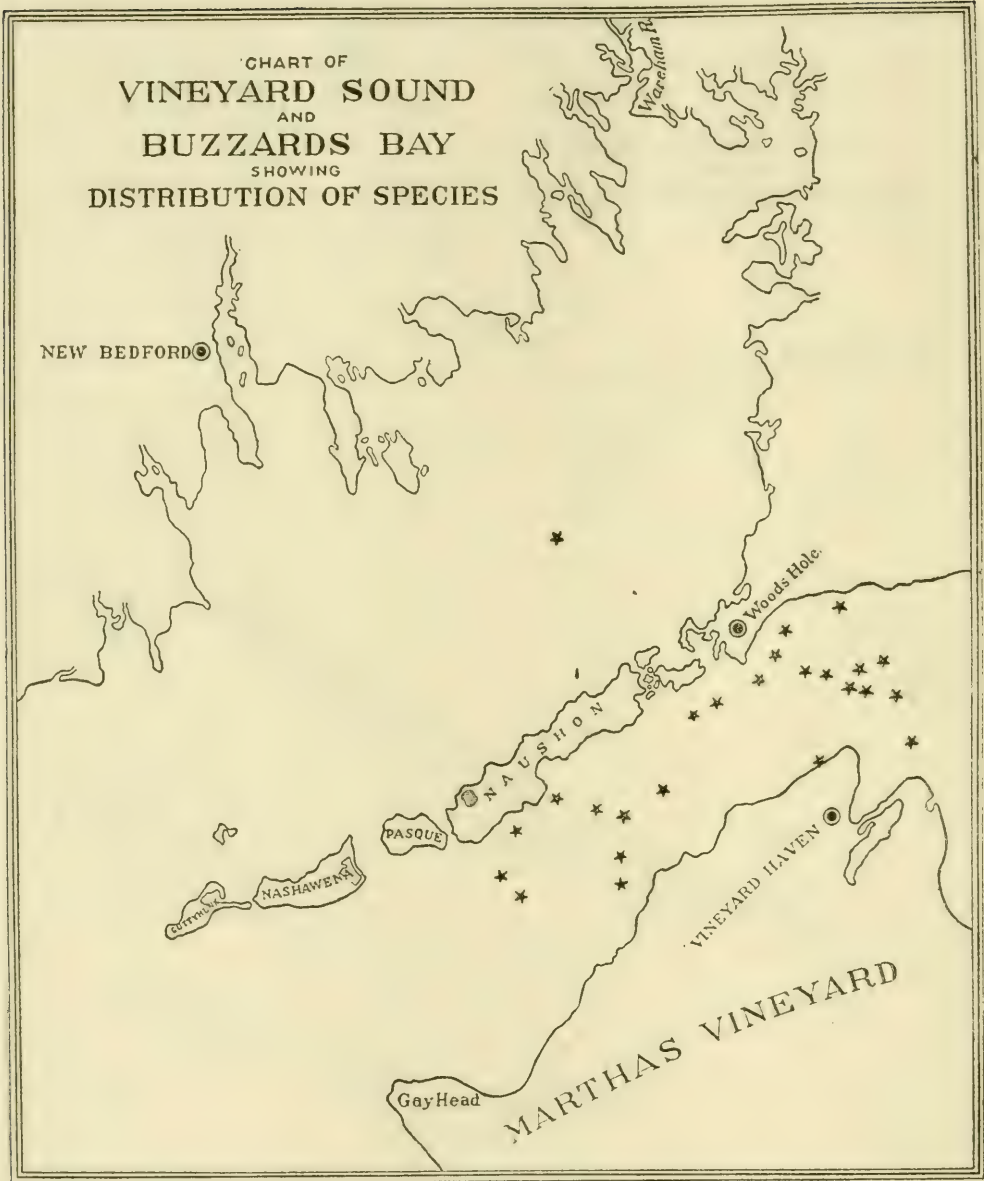 CHART OF
VINEYARD SOUND
AND
BUZZARDS BAY
SHOWING
DISTRIBUTION OF SPECIES
Wareham R.
NEW BEDFORD
Woods Hole.
NAUSHON
PASQUE
NASHAWENA
CUTTYHUNK
VINEYARD HAVEN
MARTHAS VINEYARD
Gay Head